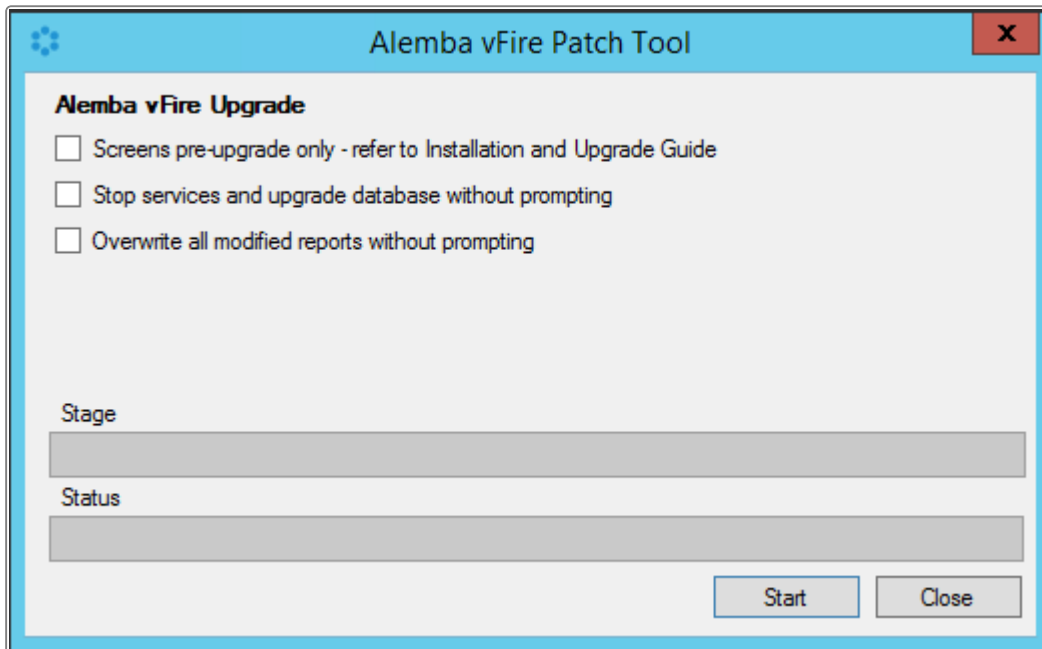 Alemba vFire Patch Tool
x
Alemba vFire Upgrade
Screens pre-upgrade only - refer to Installation and Upgrade Guide
Stop services and upgrade database without prompting
Overwrite all modified reports without prompting
Stage
Status
Start Close